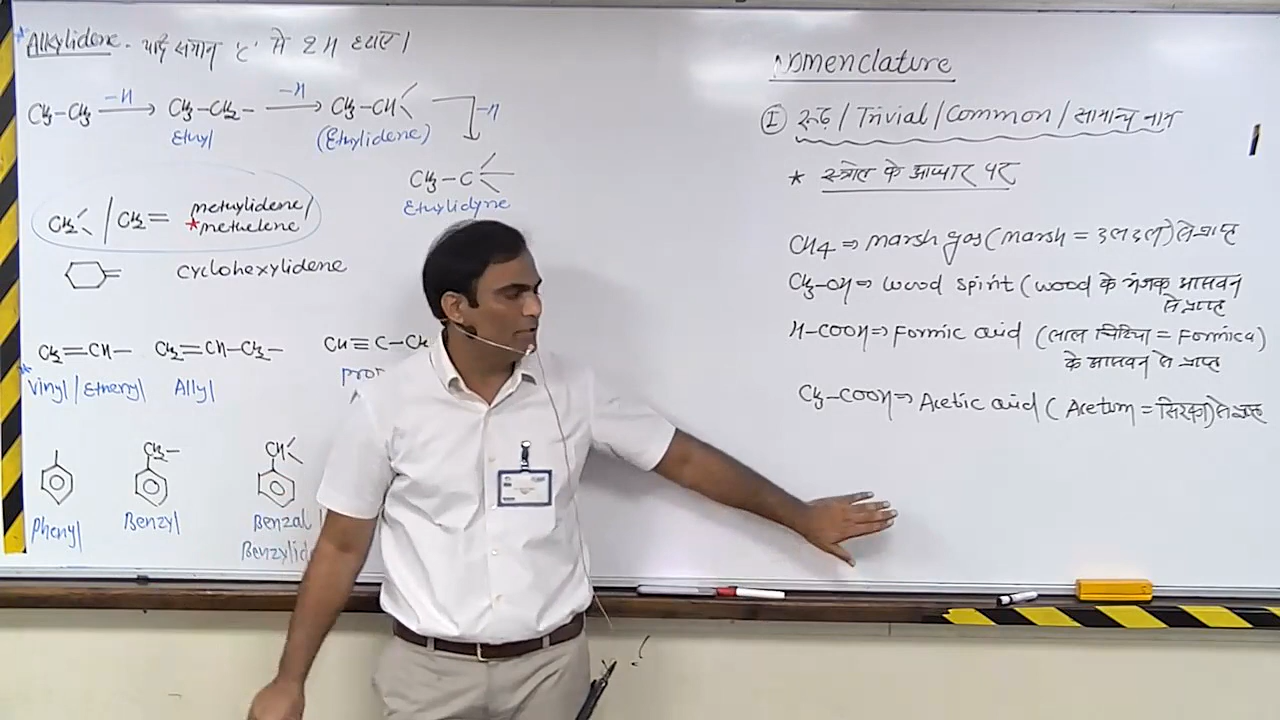 Alkylidene. यदि समान 'c' से 2H हटाए।
CH3-CH3 -H→ CH3-CH2- -H→ CH3-CH< -H
Ethyl (Ethylidene)
CH3-C
Ethylidyne
CH2< / CH2= methylidene/
*methelene
cyclohexylidene
CH2=CH- CH2=CH-CH2- CH≡C-CH
Vinyl/Ethenyl Allyl
CH2- CH<
Phenyl Benzyl Benzal
Nomenclature
I रूढ़/Trivial/Common/सामान्य नाम
* स्त्रोत के आधार पर
CH4 ⇒ marsh gas (marsh = दलदल) से प्राप्त
CH3-OH ⇒ wood spirit (wood के भंजक आसवन
से प्राप्त
H-COOH ⇒ Formic acid (लाल चिटिया = Formica)
के आसवन से प्राप्त
CH3-COOH ⇒ Acetic acid (Acetum = सिरका) से प्राप्त